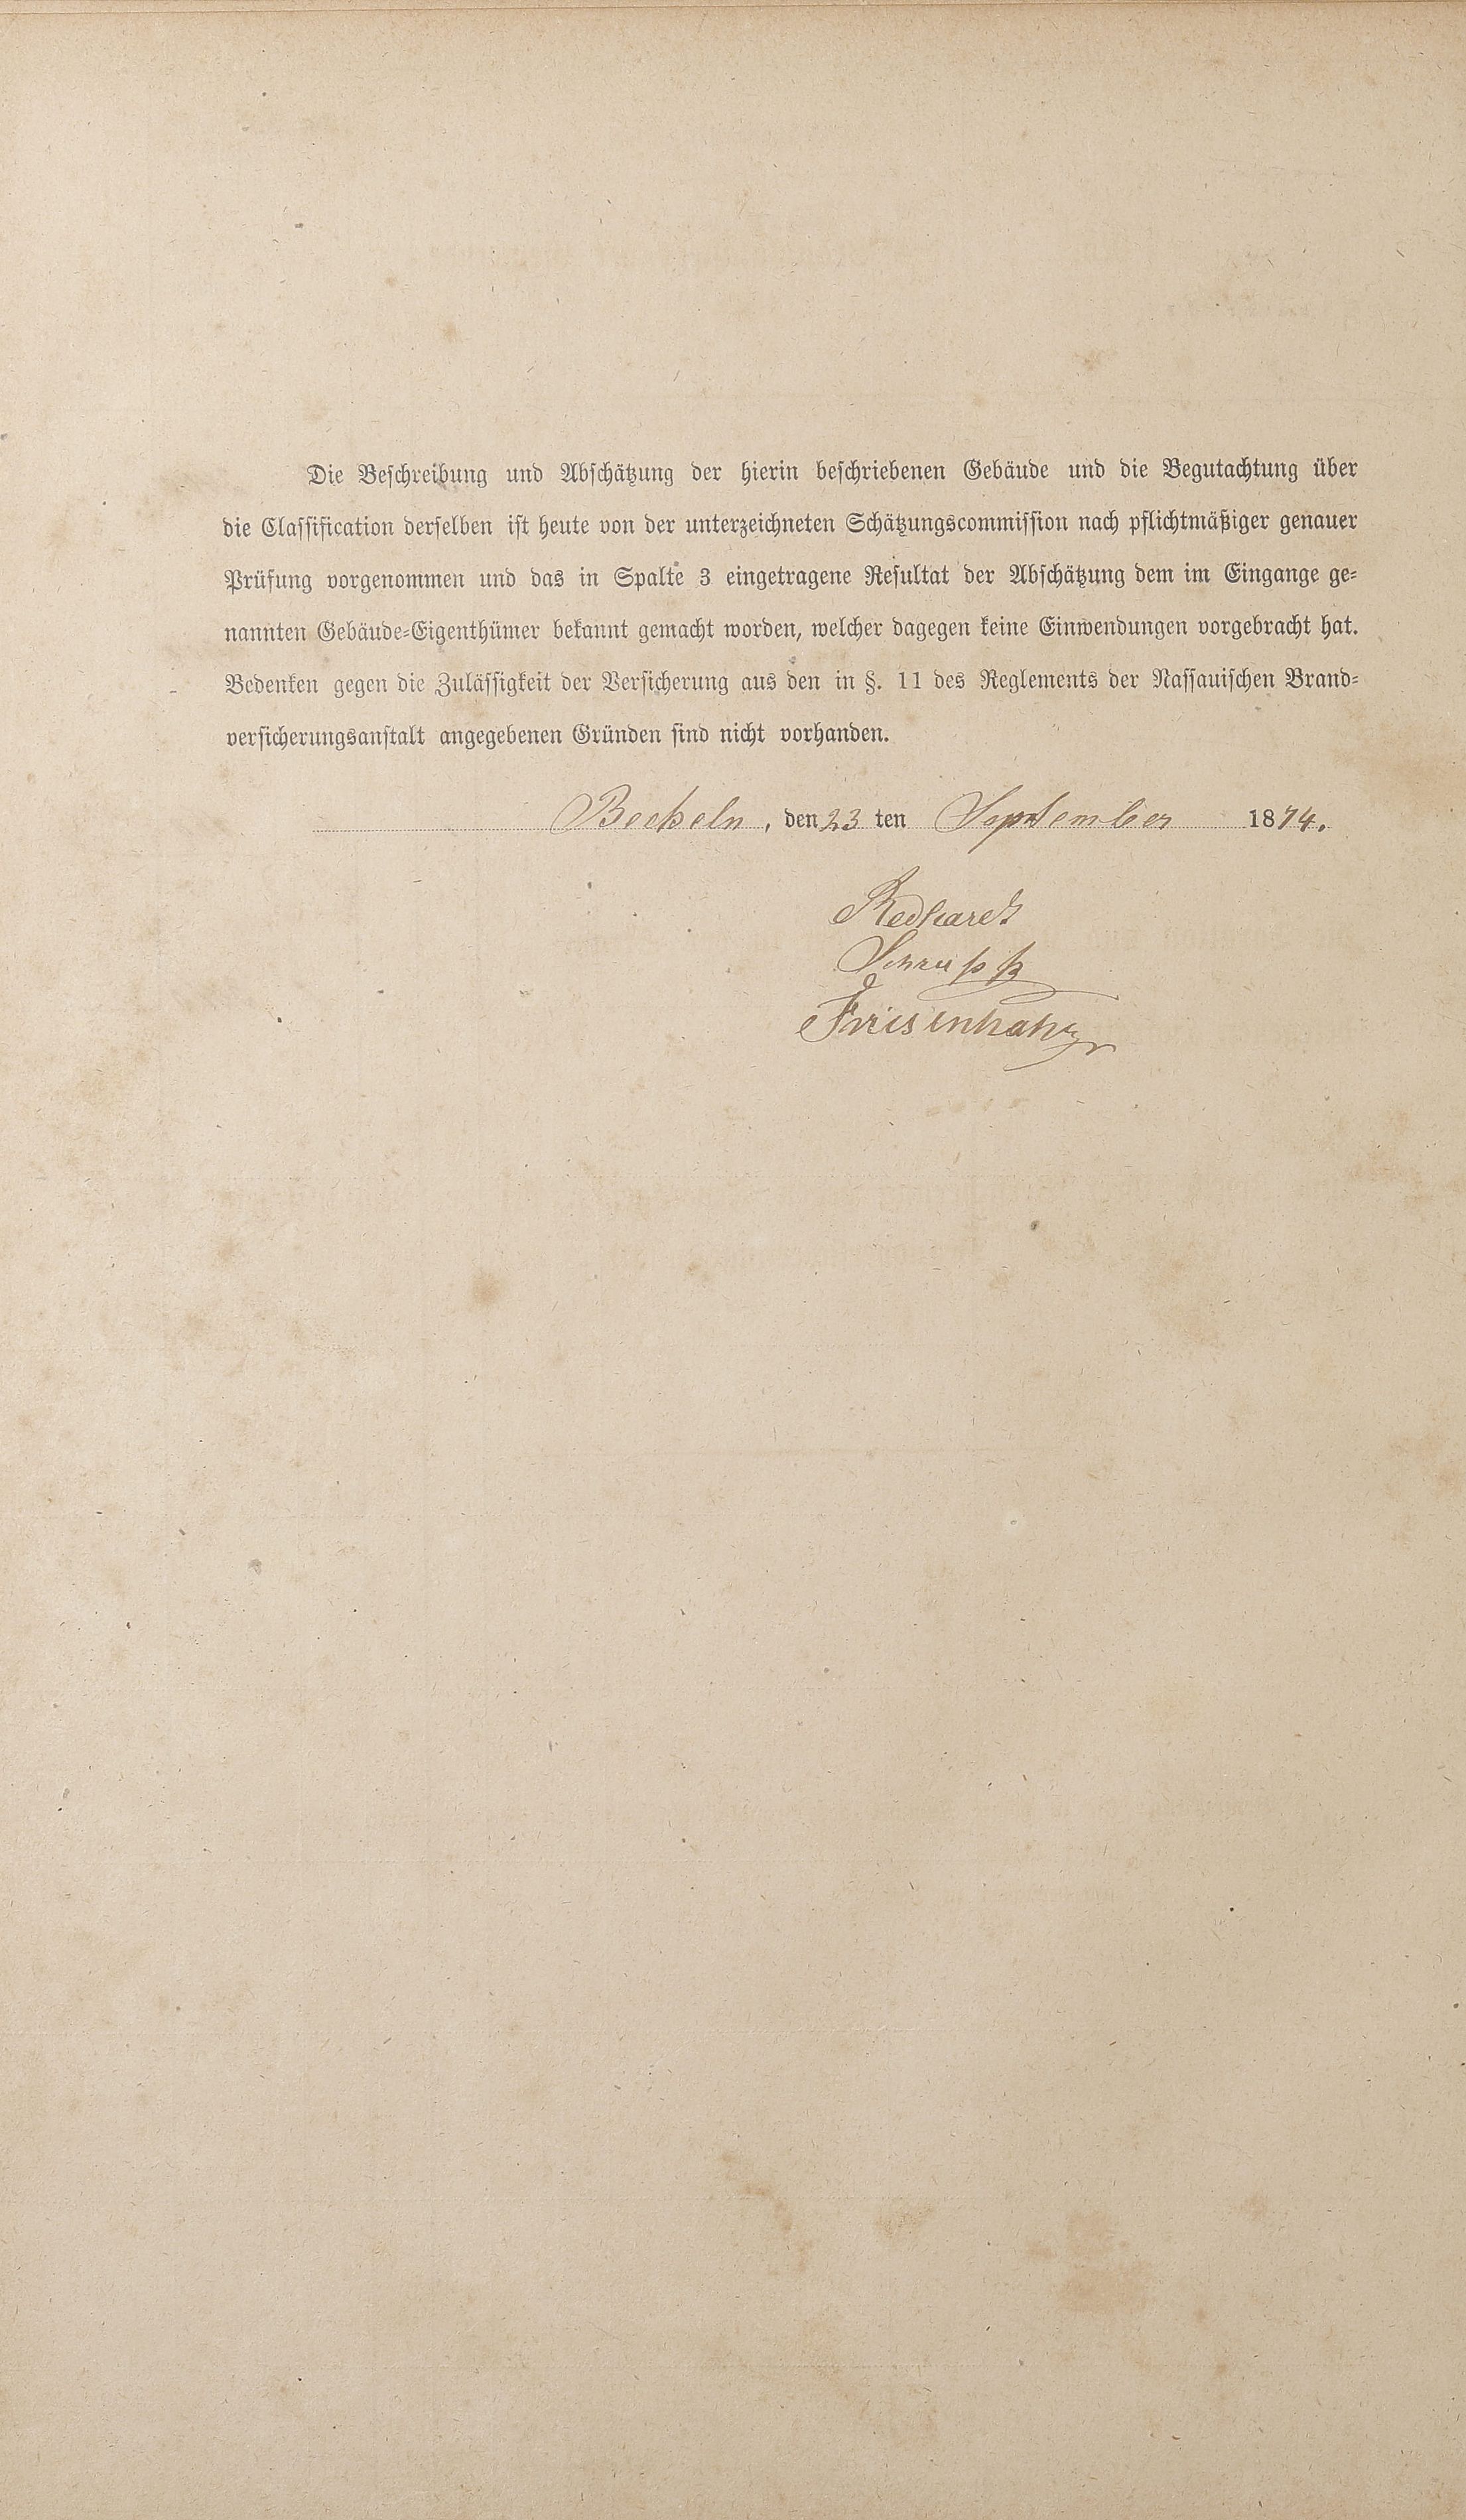 Die Beschreibung und Abschätzung der hierin beschriebenen Gebäude und die Begutachtung über
die Classification derselben ist heute von der unterzeichneten Schätzungscommission nach pflichtmäßiger genauer
Prüfung vorgenommen und das in Spalte 3 eingetragene Resultat der Abschätzung dem im Eingange ge-
nannten Gebäude-Eigenthümer bekannt gemacht worden, welcher dagegen keine Einwendungen vorgebracht hat.
Bedenken gegen die Zulässigkeit der Versicherung aus den in §. 11 des Reglements der Nassauischen Brand-
versicherungsanstalt angegebenen Gründen sind nicht vorhanden.
Becheln, den 23 ten September 1874.
Friesenhahn